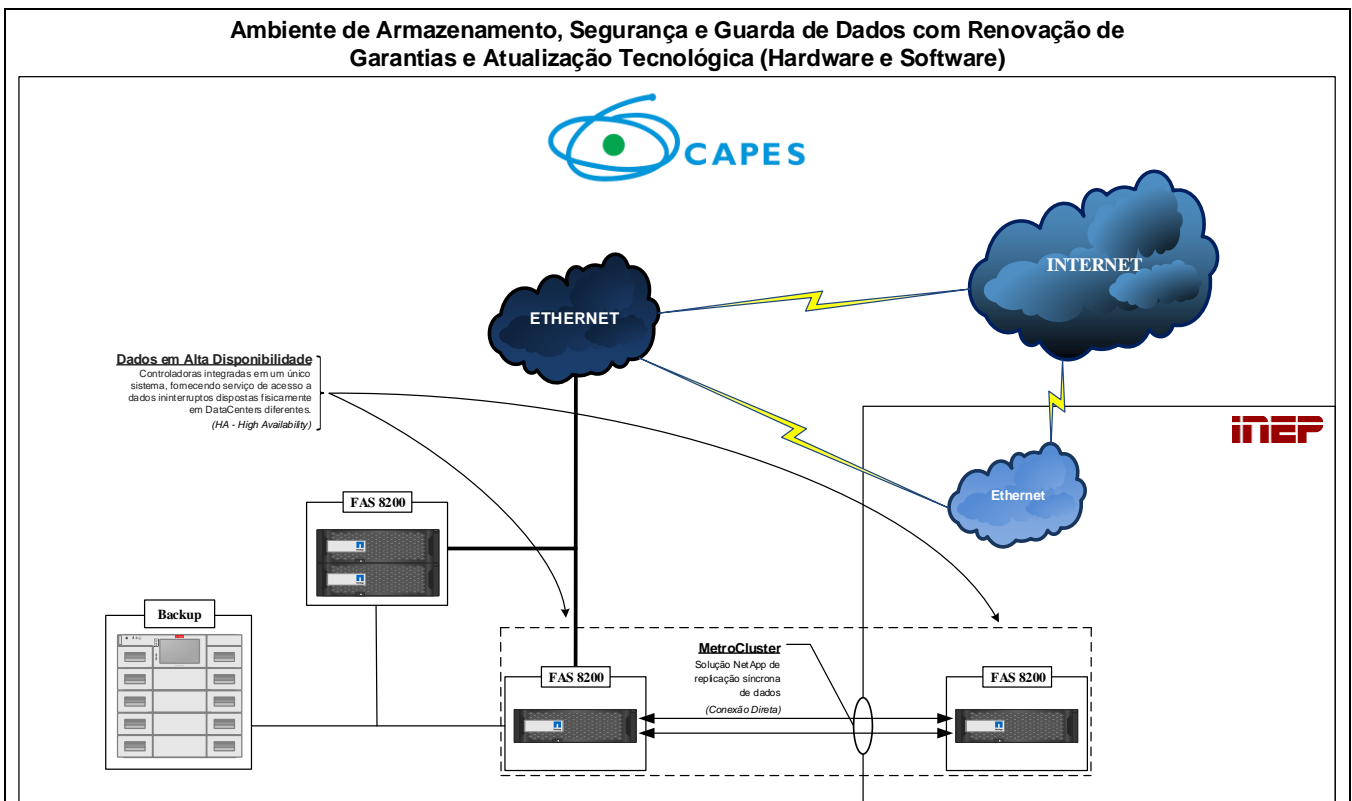 Ambiente de Armazenamento, Segurança e Guarda de Dados com Renovação de
Garantias e Atualização Tecnológica (Hardware e Software)
CAPES
INTERNET
ETHERNET
Dados em Alta Disponibilidade
Controladoras integradas em um único
sistema, fornecendo serviço de acesso a
dados ininterruptos dispostas fisicamente
em DataCenters diferentes.
(HA - High Availability)
INEP
Ethernet
FAS 8200
Backup
MetroCluster
Solução NetApp de
replicação síncrona
de dados
(Conexão Direta)
FAS 8200
FAS 8200